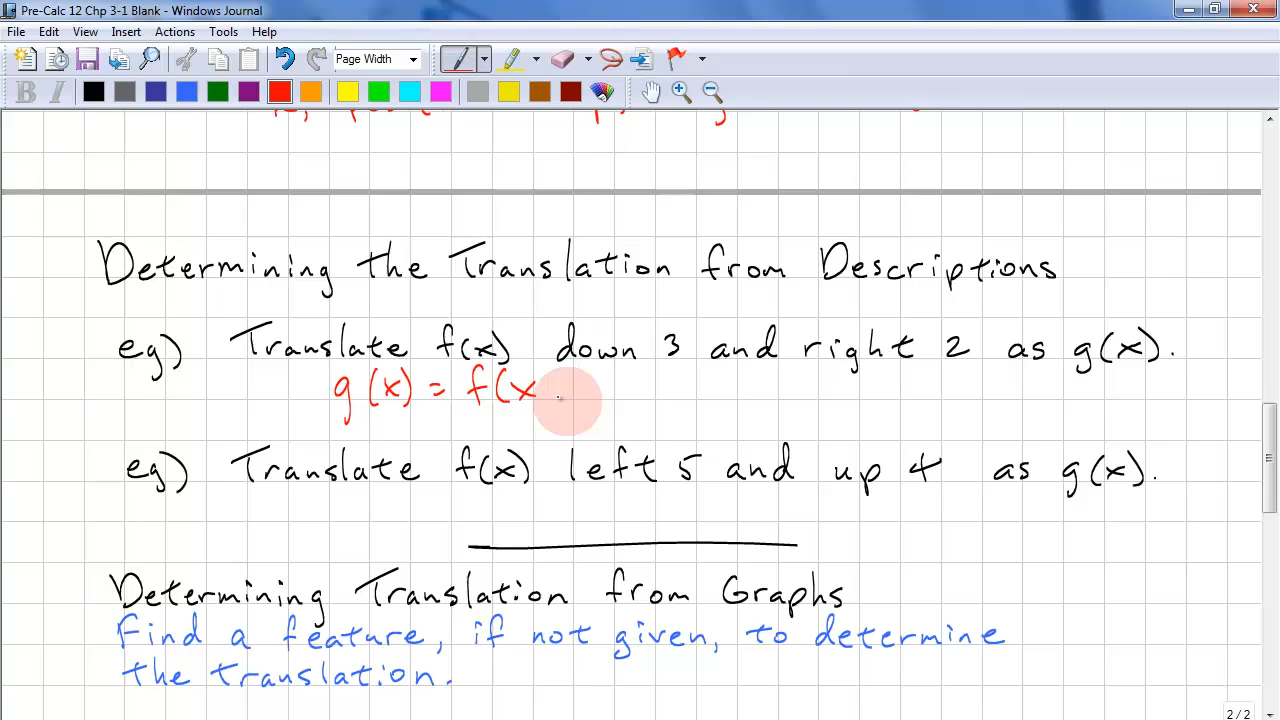 Pre-Calc 12 Chp 3-1 Blank - Windows Journal
File Edit View Insert Actions Tools Help
Page Width
B I
Determining the Translation from Descriptions
eg) Translate f(x) down 3 and right 2 as g(x).
g(x) = f(x
eg) Translate f(x) left 5 and up 4 as g(x).
Determining Translation from Graphs
Find a feature, if not given, to determine
the translation.
2/2